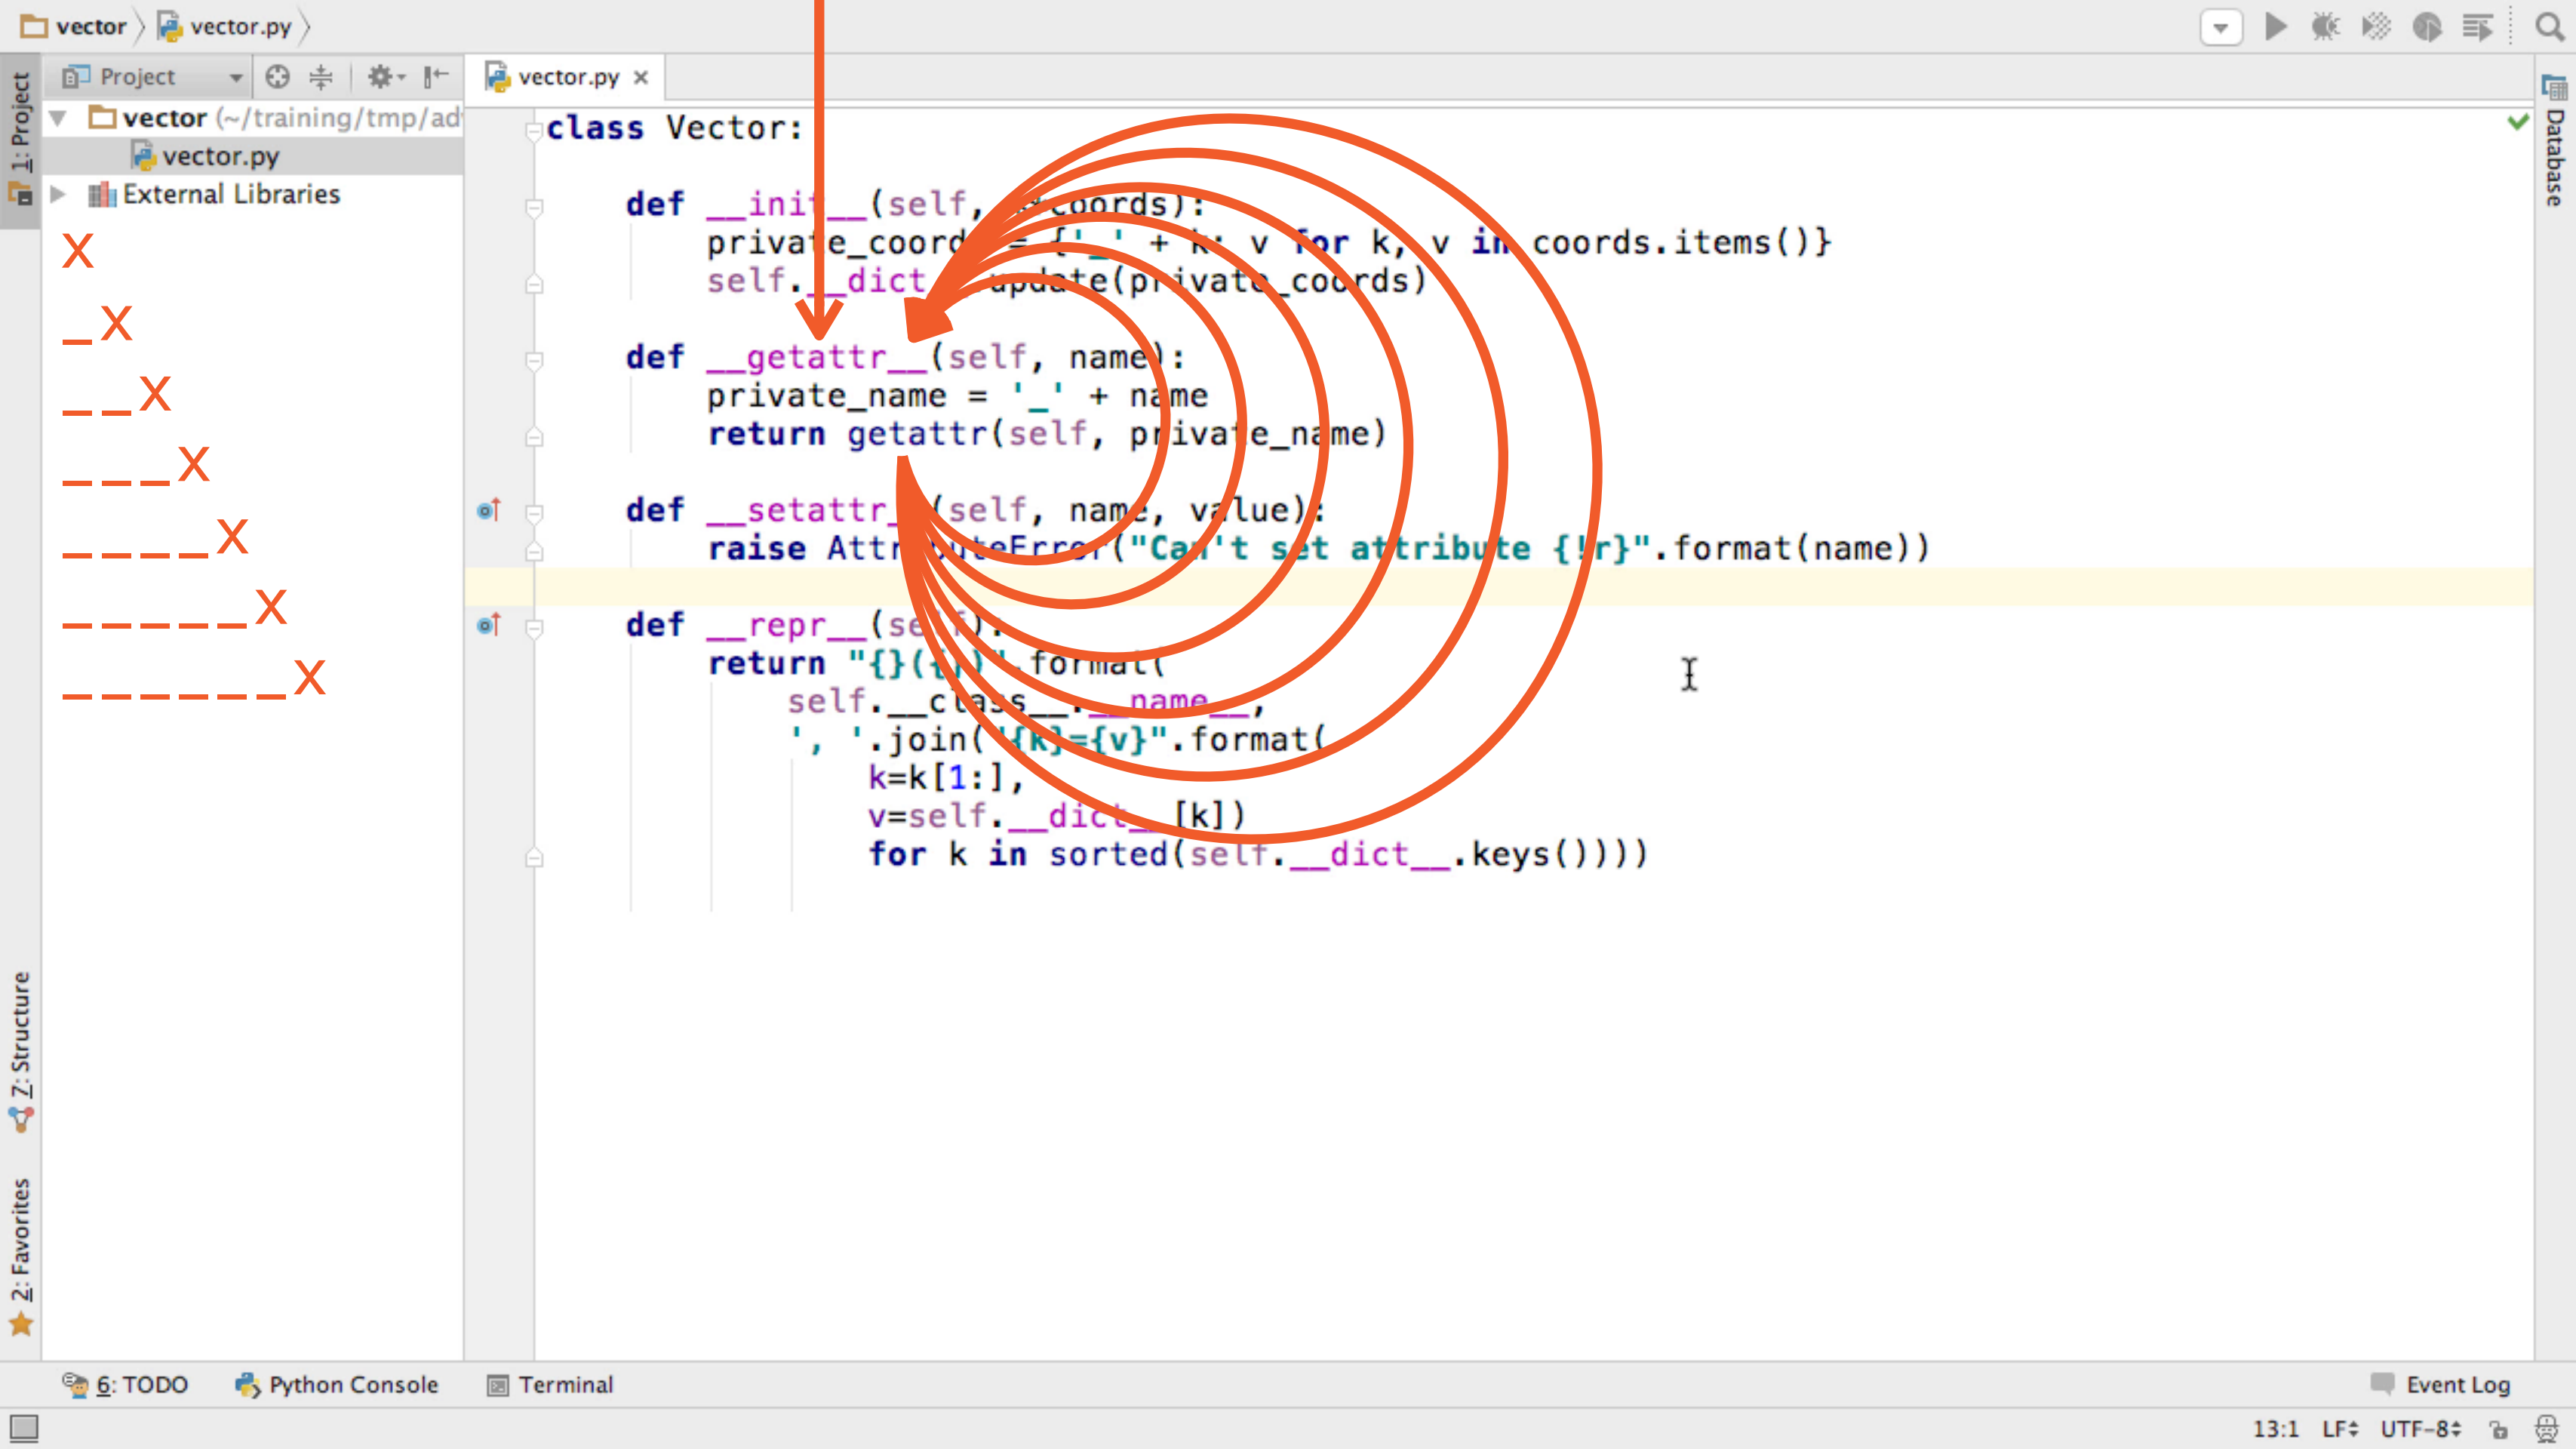 vector vector.py
1: Project
Project
vector.py
vector (~/training/tmp/ad
vector.py
External Libraries
x
_x
__x
___x
____x
_____x
______x
class Vector:
def __init__(self, **coords):
private_coords = {'_' + k: v for k, v in coords.items()}
self.__dict__.update(private_coords)
def __getattr__(self, name):
private_name = '_' + name
return getattr(self, private_name)
def __setattr__(self, name, value):
raise AttributeError("Can't set attribute {!r}".format(name))
def __repr__(self):
return "{}({})".format(
self.__class__.__name__,
', '.join("{k}={v}".format(
k=k[1:],
v=self.__dict__[k])
for k in sorted(self.__dict__.keys())))
Database
7: Structure
2: Favorites
6: TODO Python Console Terminal Event Log
13:1 LF UTF-8